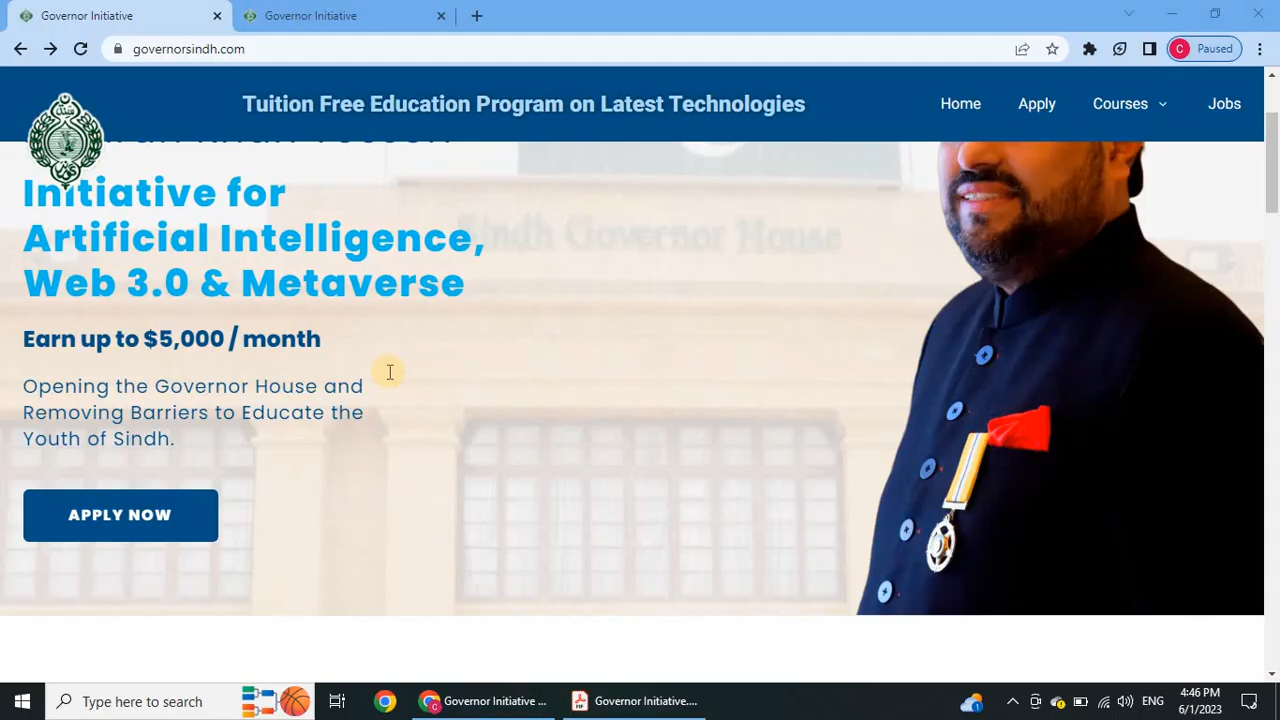 Governor Initiative
Governor Initiative
governorsindh.com
C
Paused
Tuition Free Education Program on Latest Technologies
Home
Apply
Courses
Jobs
Initiative for
Artificial Intelligence,
Web 3.0 & Metaverse
Earn up to $5,000 / month
Opening the Governor House and
Removing Barriers to Educate the
Youth of Sindh.
APPLY NOW
Sindh Governor House
Type here to search
Governor Initiative ...
Governor Initiative....
ENG
4:46 PM
6/1/2023